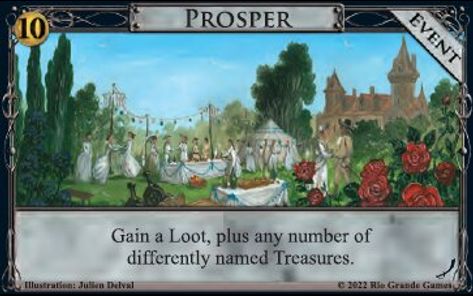 10
PROSPER
EVENT
Gain a Loot, plus any number of
differently named Treasures.
Illustration: Julien Delval
© 2022 Rio Grande Games